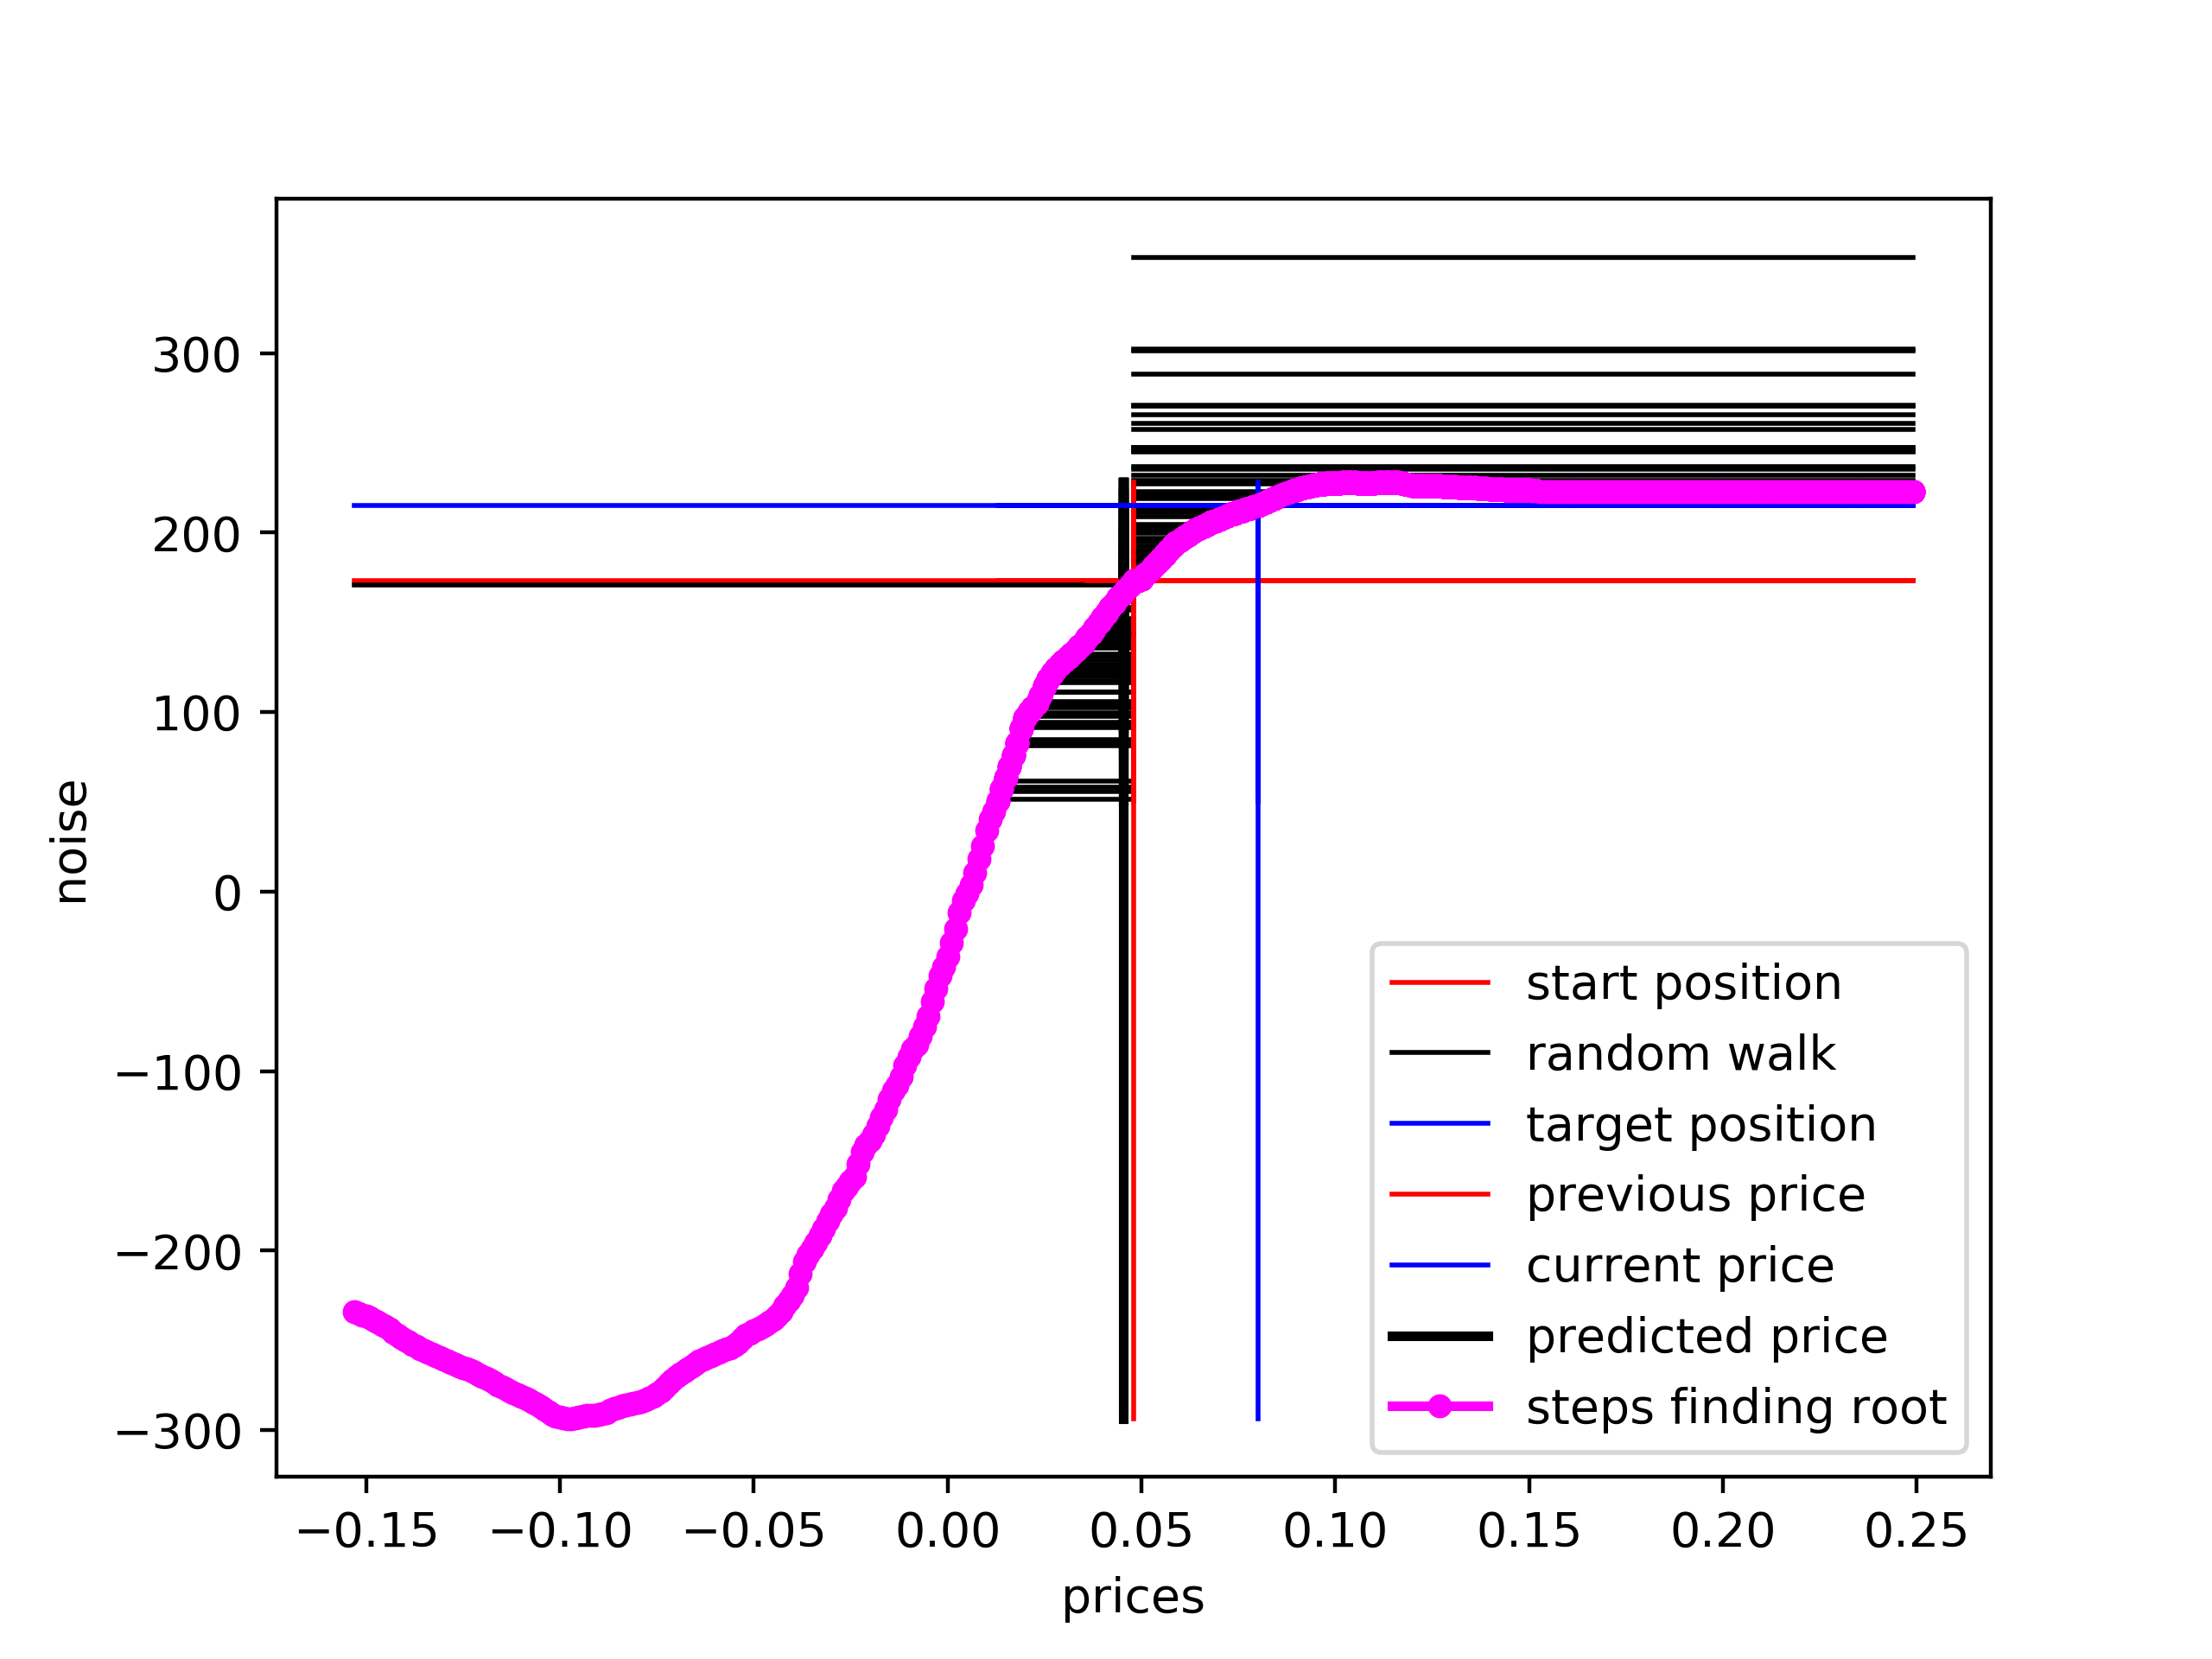 300
200
100
0
−100
−200
−300
noise
−0.15 −0.10 −0.05 0.00 0.05 0.10 0.15 0.20 0.25
prices
start position
random walk
target position
previous price
current price
predicted price
steps finding root